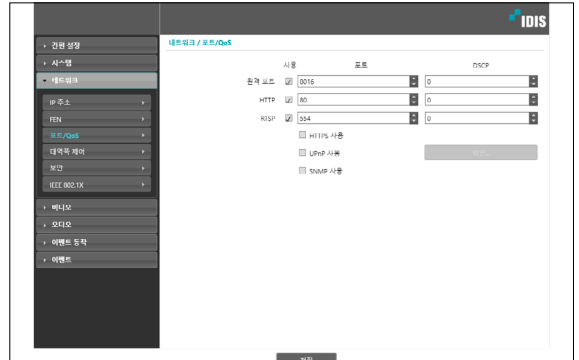 IDIS
간편 설정
시스템
네트워크
IP 주소
FEN
포트/QoS
대역폭 제어
보안
IEEE 802.1X
비디오
오디오
이벤트 동작
이벤트
네트워크 / 포트/QoS
사용 포트 DSCP
원격 포트 8016 0
HTTP 80 0
RTSP 554 0
HTTPS 사용
UPnP 사용
SNMP 사용
저장